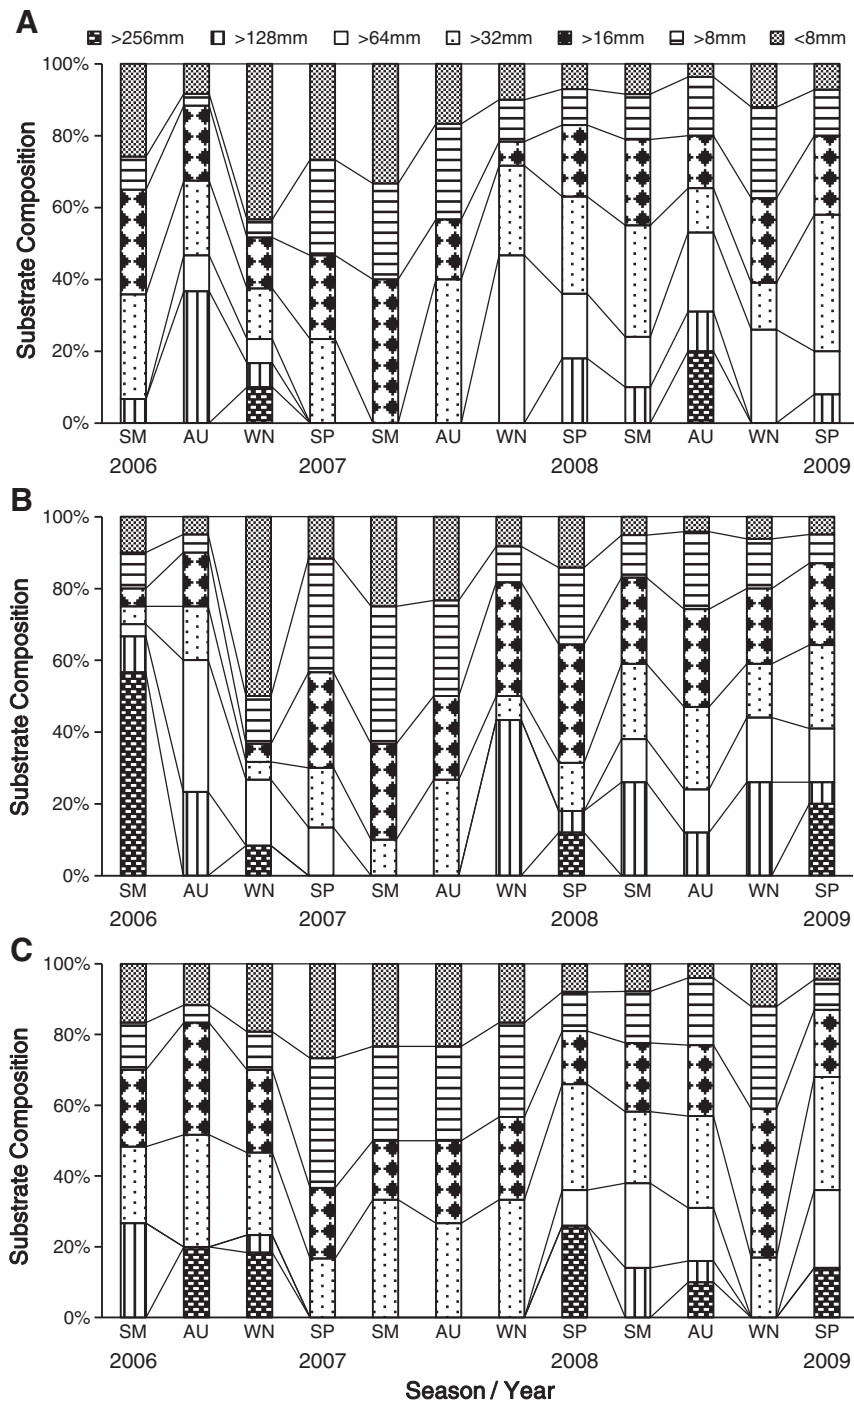 A
>256mm >128mm >64mm >32mm >16mm >8mm <8mm
100%
80%
60%
40%
20%
0%
Substrate Composition
SM AU WN SP SM AU WN SP SM AU WN SP
2006 2007 2008 2009
B
100%
80%
60%
40%
20%
0%
Substrate Composition
SM AU WN SP SM AU WN SP SM AU WN SP
2006 2007 2008 2009
C
100%
80%
60%
40%
20%
0%
Substrate Composition
SM AU WN SP SM AU WN SP SM AU WN SP
2006 2007 2008 2009
Season / Year